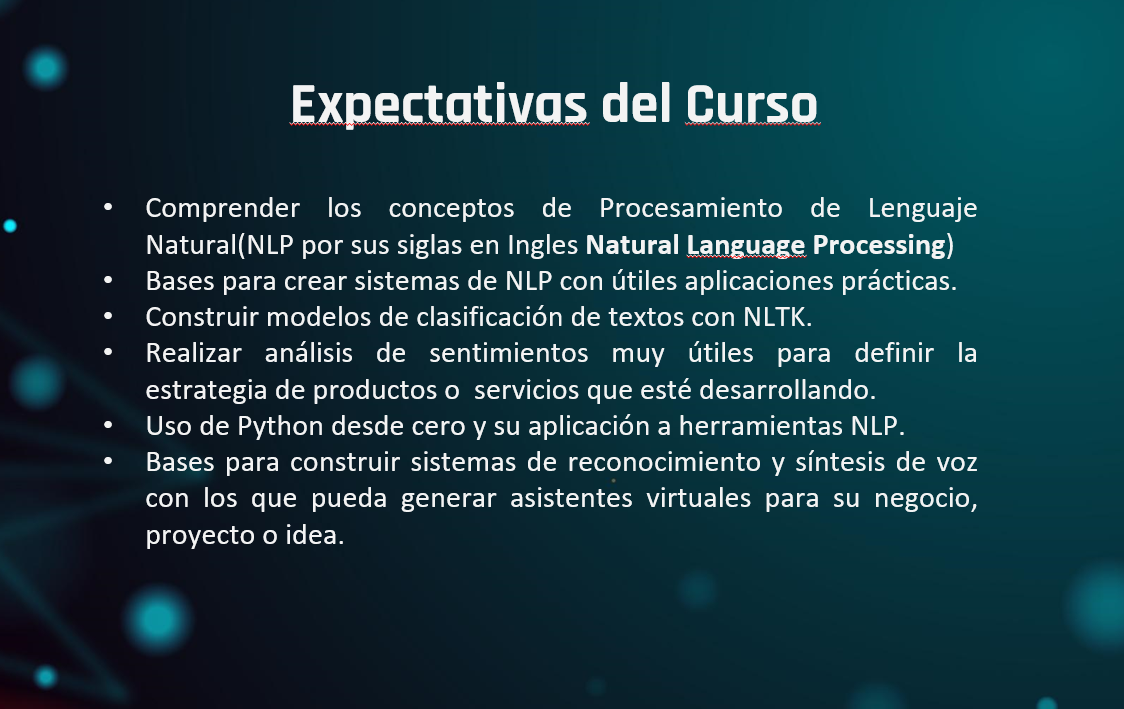 Expectativas del Curso
• Comprender los conceptos de Procesamiento de Lenguaje
Natural(NLP por sus siglas en Ingles Natural Language Processing)
• Bases para crear sistemas de NLP con útiles aplicaciones prácticas.
• Construir modelos de clasificación de textos con NLTK.
• Realizar análisis de sentimientos muy útiles para definir la
estrategia de productos o  servicios que esté desarrollando.
• Uso de Python desde cero y su aplicación a herramientas NLP.
• Bases para construir sistemas de reconocimiento y síntesis de voz
con los que pueda generar asistentes virtuales para su negocio,
proyecto o idea.